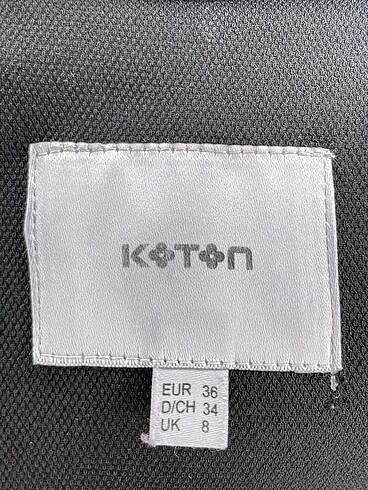 KOTON
EUR 36
D/CH 34
UK 8